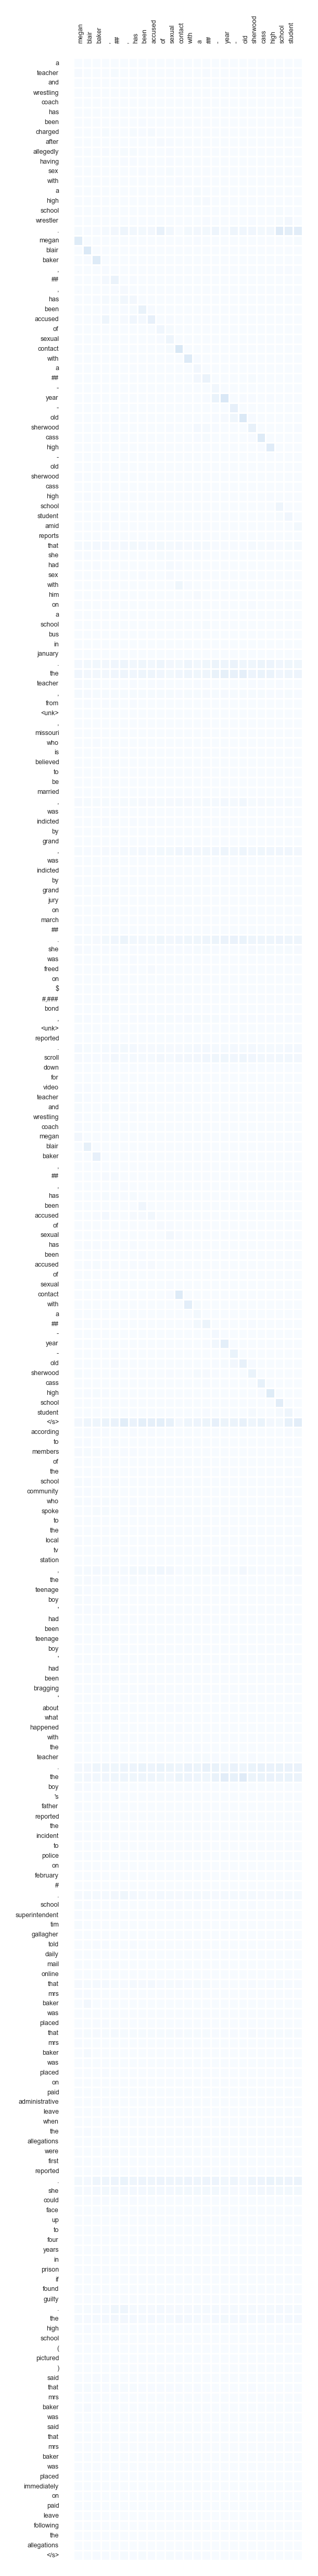 megan
blair
baker
,
##
,
has
been
accused
of
sexual
contact
with
a
##
-
year
-
old
sherwood
cass
high
school
student
a
teacher
and
wrestling
coach
has
been
charged
after
allegedly
having
sex
with
a
high
school
wrestler
.
megan
blair
baker
,
##
,
has
been
accused
of
sexual
contact
with
a
##
-
year
-
old
sherwood
cass
high
-
old
sherwood
cass
high
school
student
amid
reports
that
she
had
sex
with
him
on
a
school
bus
in
january
.
the
teacher
,
from
<unk>
,
missouri
who
is
believed
to
be
married
,
was
indicted
by
grand
,
was
indicted
by
grand
jury
on
march
##
.
she
was
freed
on
$
#,###
bond
,
<unk>
reported
.
scroll
down
for
video
teacher
and
wrestling
coach
megan
blair
baker
,
##
,
has
been
accused
of
sexual
has
been
accused
of
sexual
contact
with
a
##
-
year
-
old
sherwood
cass
high
school
student
</s>
according
to
members
of
the
school
community
who
spoke
to
the
local
tv
station
,
the
teenage
boy
'
had
been
teenage
boy
'
had
been
bragging
'
about
what
happened
with
the
teacher
.
the
boy
's
father
reported
the
incident
to
police
on
february
#
.
school
superintendent
tim
gallagher
told
daily
mail
online
that
mrs
baker
was
placed
that
mrs
baker
was
placed
on
paid
administrative
leave
when
the
allegations
were
first
reported
.
she
could
face
up
to
four
years
in
prison
if
found
guilty
.
the
high
school
(
pictured
)
said
that
mrs
baker
was
said
that
mrs
baker
was
placed
immediately
on
paid
leave
following
the
allegations
</s>